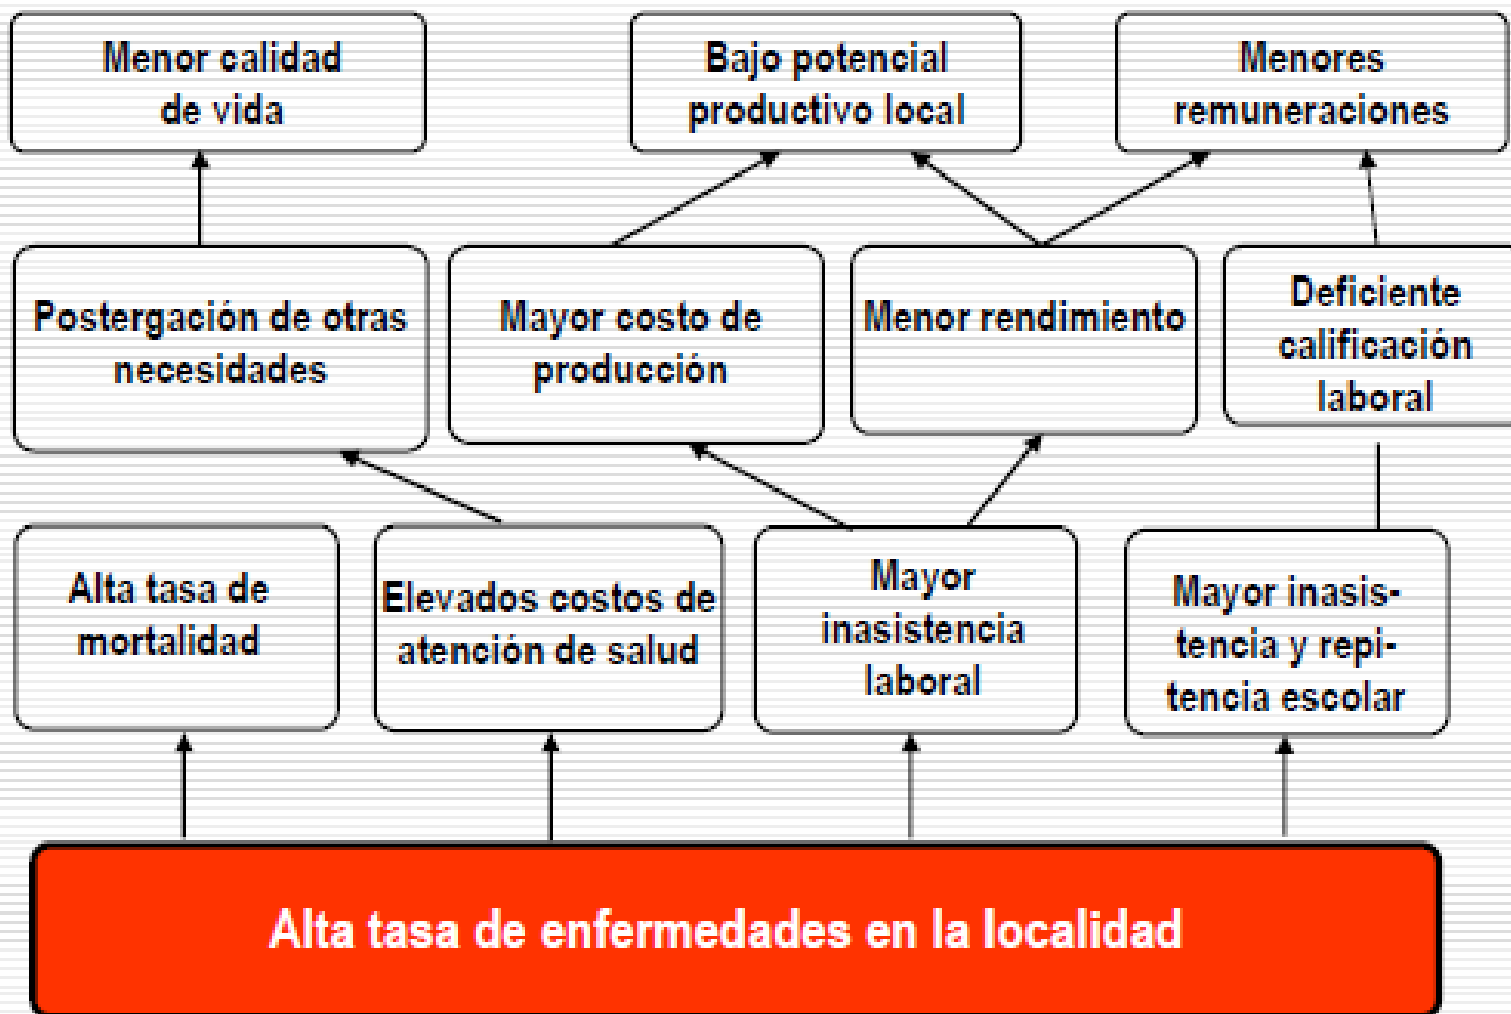 Menor calidad
de vida
Bajo potencial
productivo local
Menores
remuneraciones
Postergación de otras
necesidades
Mayor costo de
producción
Menor rendimiento
Deficiente
calificación
laboral
Alta tasa de
mortalidad
Elevados costos de
atención de salud
Mayor
inasistencia
laboral
Mayor inasis-
tencia y repi-
tencia escolar
Alta tasa de enfermedades en la localidad